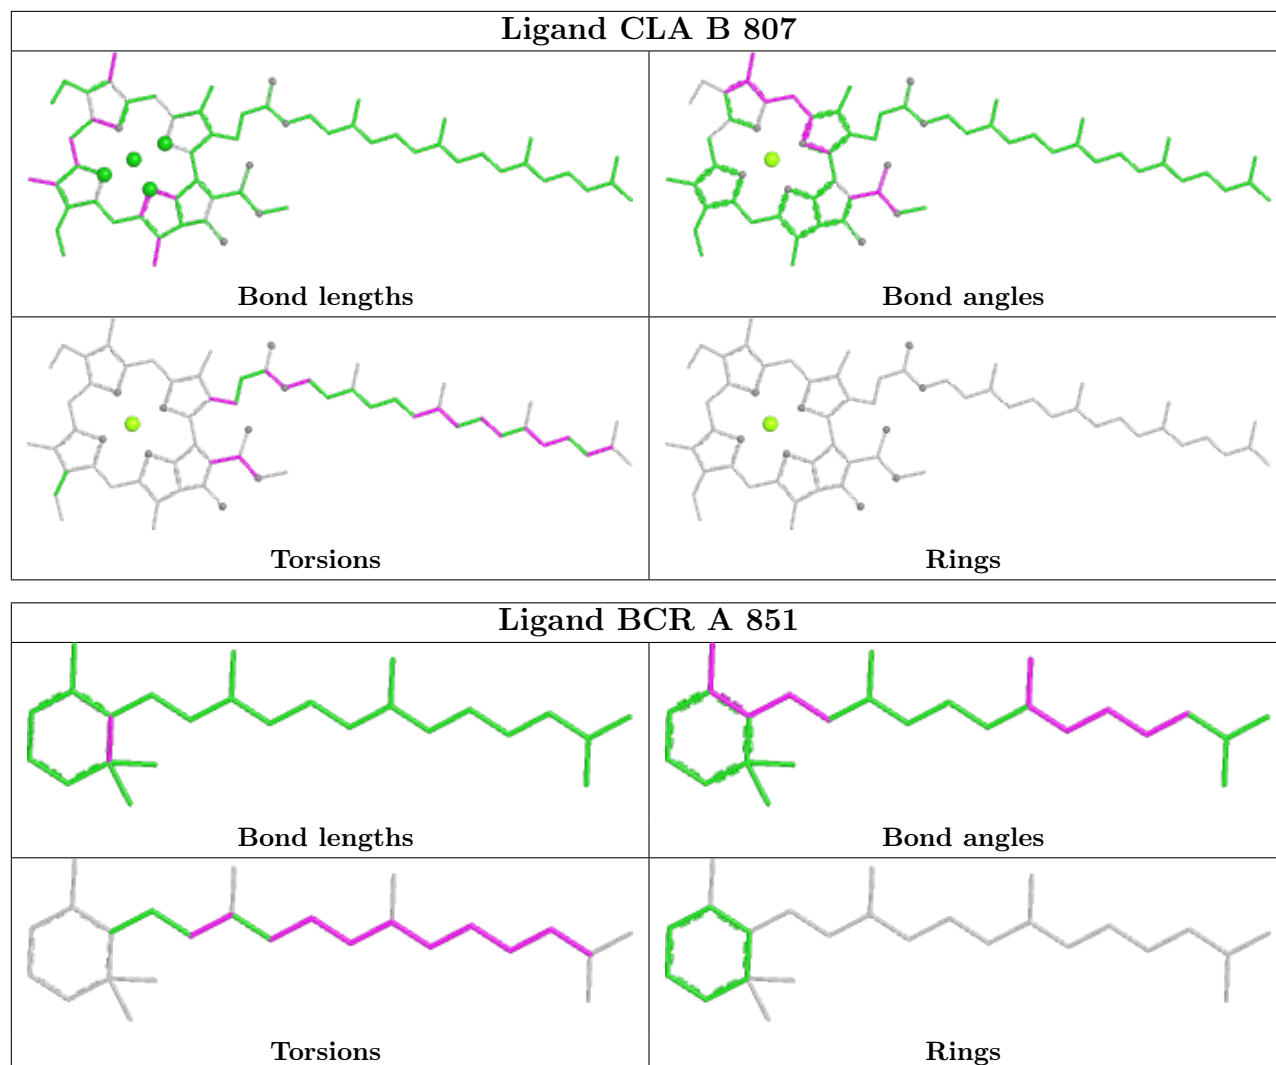 Ligand CLA B 807
Bond lengths
Bond angles
Torsions
Rings
Ligand BCR A 851
Bond lengths
Bond angles
Torsions
Rings